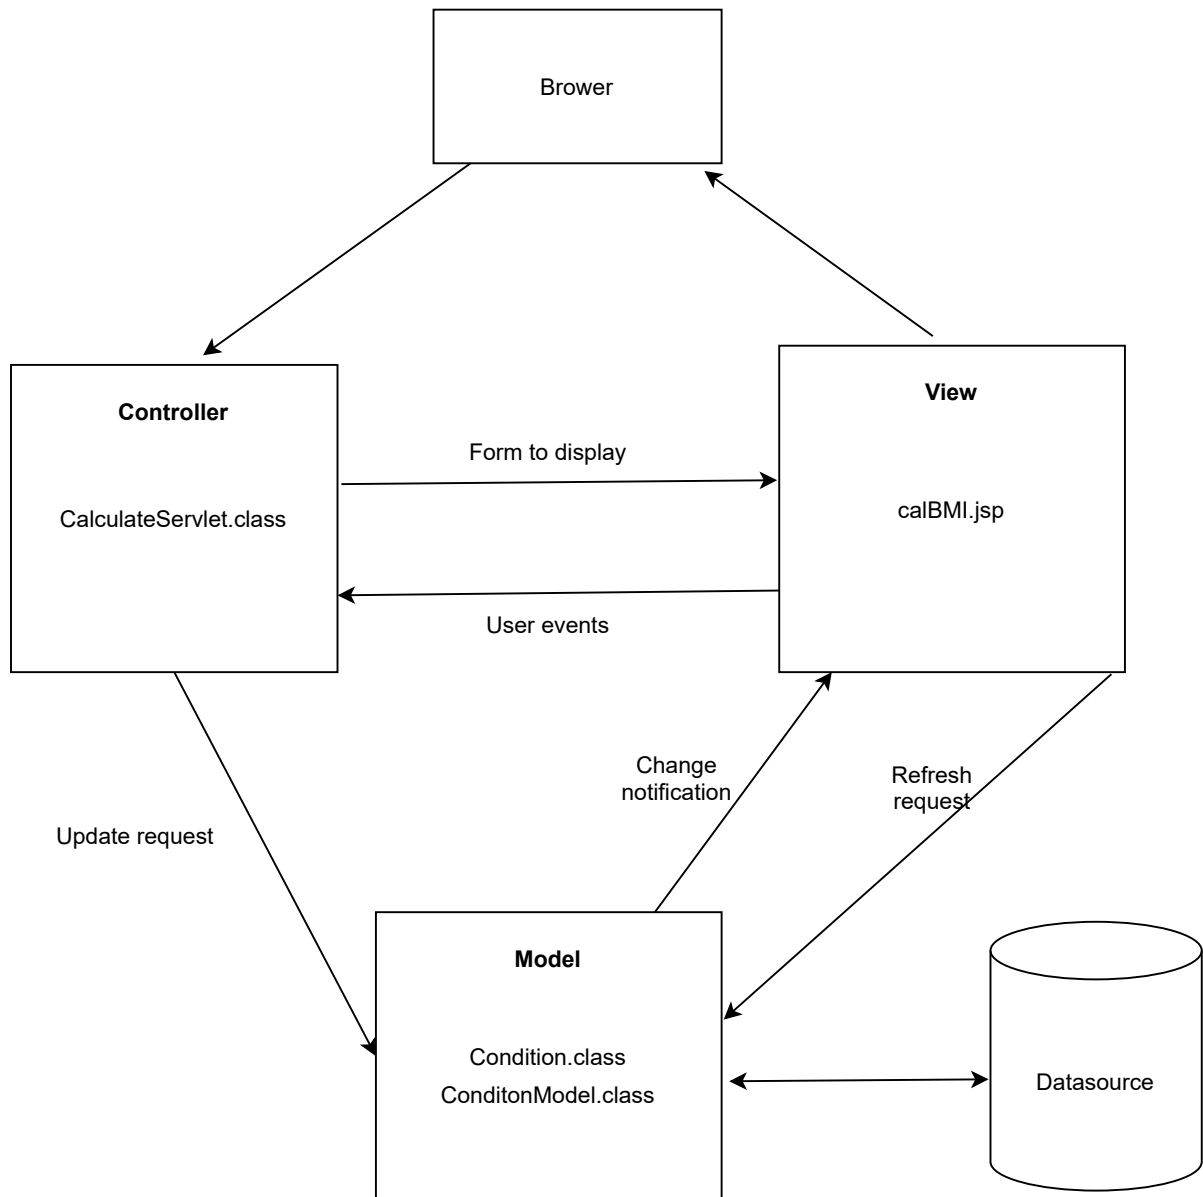 Brower
Controller
CalculateServlet.class
Form to display
User events
View
calBMI.jsp
Update request
Change
notification
Refresh
request
Model
Condition.class
ConditonModel.class
Datasource